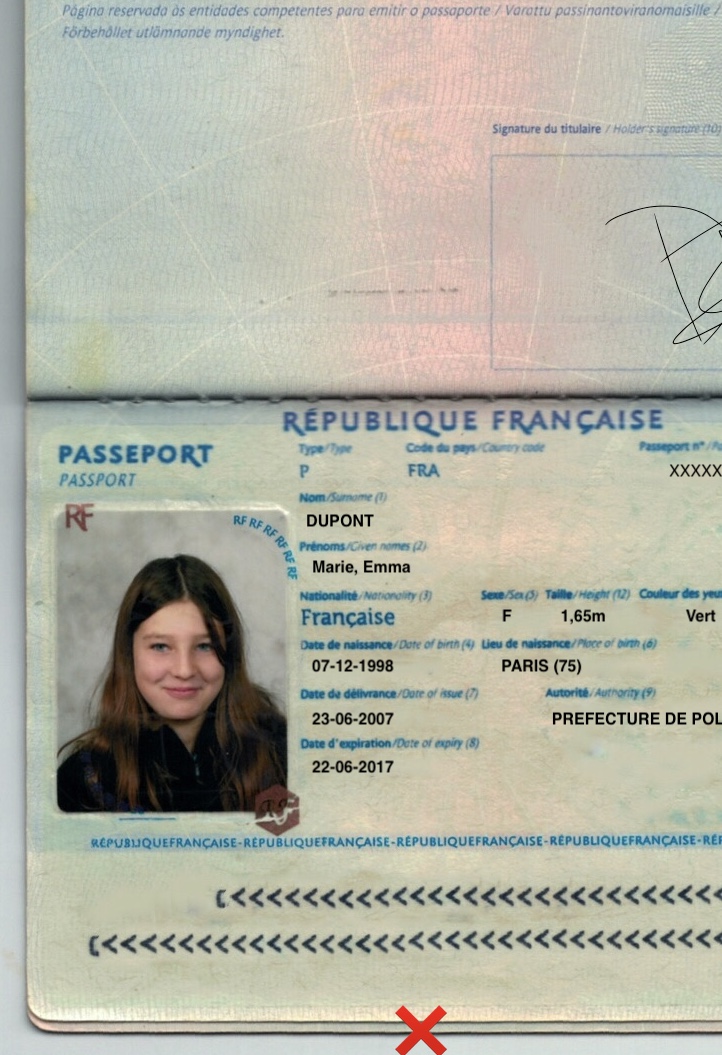 Página reservada às entidades competentes para emitir o passaporte / Varattu passinantoviranomaisille /
Förbehållet utlämnande myndighet.
Signature du titulaire / Holder's signature (10)
RÉPUBLIQUE FRANÇAISE
PASSEPORT
PASSPORT
Type/Type Code du pays/Country code Passeport n°/
P FRA XXXXX
Nom/Surname (1)
DUPONT
Prénoms/Given names (2)
Marie, Emma
Nationalité/Nationality (3) Sexe/Sex(5) Taille/Height (12) Couleur des yeu
Française F 1,65m Vert
Date de naissance/Date of birth(4) Lieu de naissance/Place of birth (6)
07-12-1998 PARIS (75)
Date de délivrance/Date of issue (7) Autorité/Authority (9)
23-06-2007 PREFECTURE DE POL
Date d'expiration/Date of expiry (8)
22-06-2017
RF
RF RF RF RF RF RF
RÉPUBLIQUEFRANÇAISE-RÉPUBLIQUEFRANÇAISE-RÉPUBLIQUEFRANÇAISE-RÉPUBLIQUEFRANÇAISE-RÉ
<<<<<<<<<<<<<<<<<<<<<<<<
<<<<<<<<<<<<<<<<<<<<<<<<<<<<<<